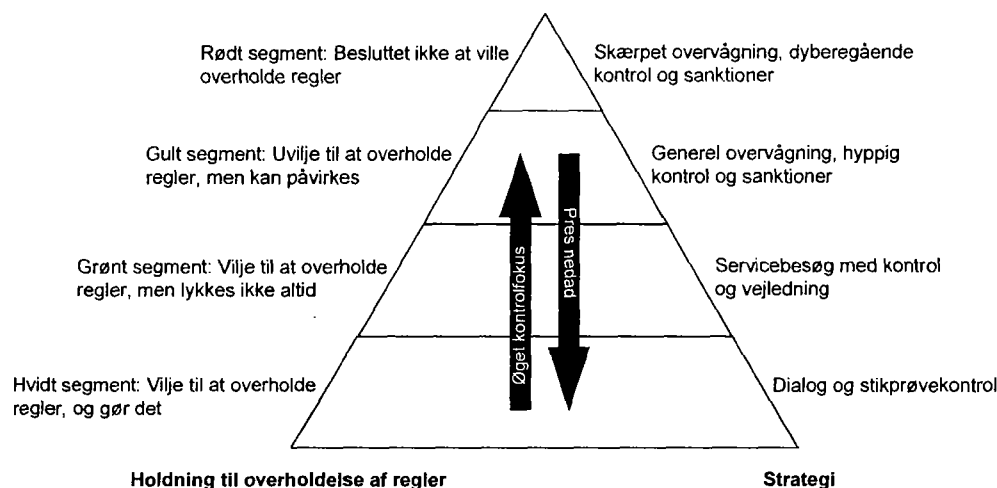 Rødt segment: Besluttet ikke at ville
overholde regler
Skærpet overvågning, dyberegående
kontrol og sanktioner
Gult segment: Uvilje til at overholde
regler, men kan påvirkes
Generel overvågning, hyppig
kontrol og sanktioner
Øget kontrolfokus
Pres nedad
Grønt segment: Vilje til at overholde
regler, men lykkes ikke altid
Servicebesøg med kontrol
og vejledning
Hvidt segment: Vilje til at overholde
regler, og gør det
Dialog og stikprøvekontrol
Holdning til overholdelse af regler
Strategi